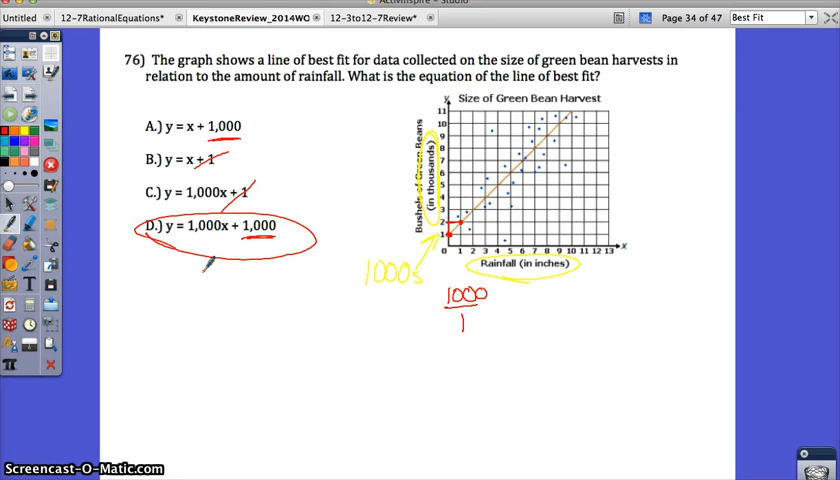 ActivInspire - Studio
Untitled
12-7RationalEquations*
KeystoneReview_2014WO
12-3to12-7Review*
Page 34 of 47
Best Fit
76) The graph shows a line of best fit for data collected on the size of green bean harvests in
relation to the amount of rainfall. What is the equation of the line of best fit?
A.) y = x + 1,000
B.) y = x + 1
C.) y = 1,000x + 1
D.) y = 1,000x + 1,000
y
Size of Green Bean Harvest
Bushels of Green Beans
(in thousands)
11
10
9
8
7
6
5
4
3
2
1
0 1 2 3 4 5 6 7 8 9 10 11 12 13 x
Rainfall (in inches)
1000s
1000
1
Screencast-O-Matic.com